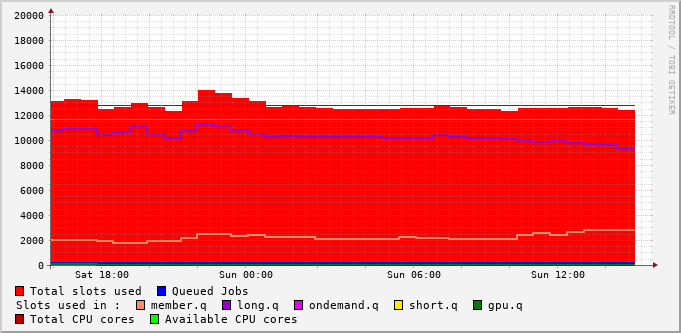 20000
18000
16000
14000
12000
10000
8000
6000
4000
2000
0
Sat 18:00 Sun 00:00 Sun 06:00 Sun 12:00
RRDTOOL / TOBI OETIKER
Total slots used Queued Jobs
Slots used in : member.q long.q ondemand.q short.q gpu.q
Total CPU cores Available CPU cores